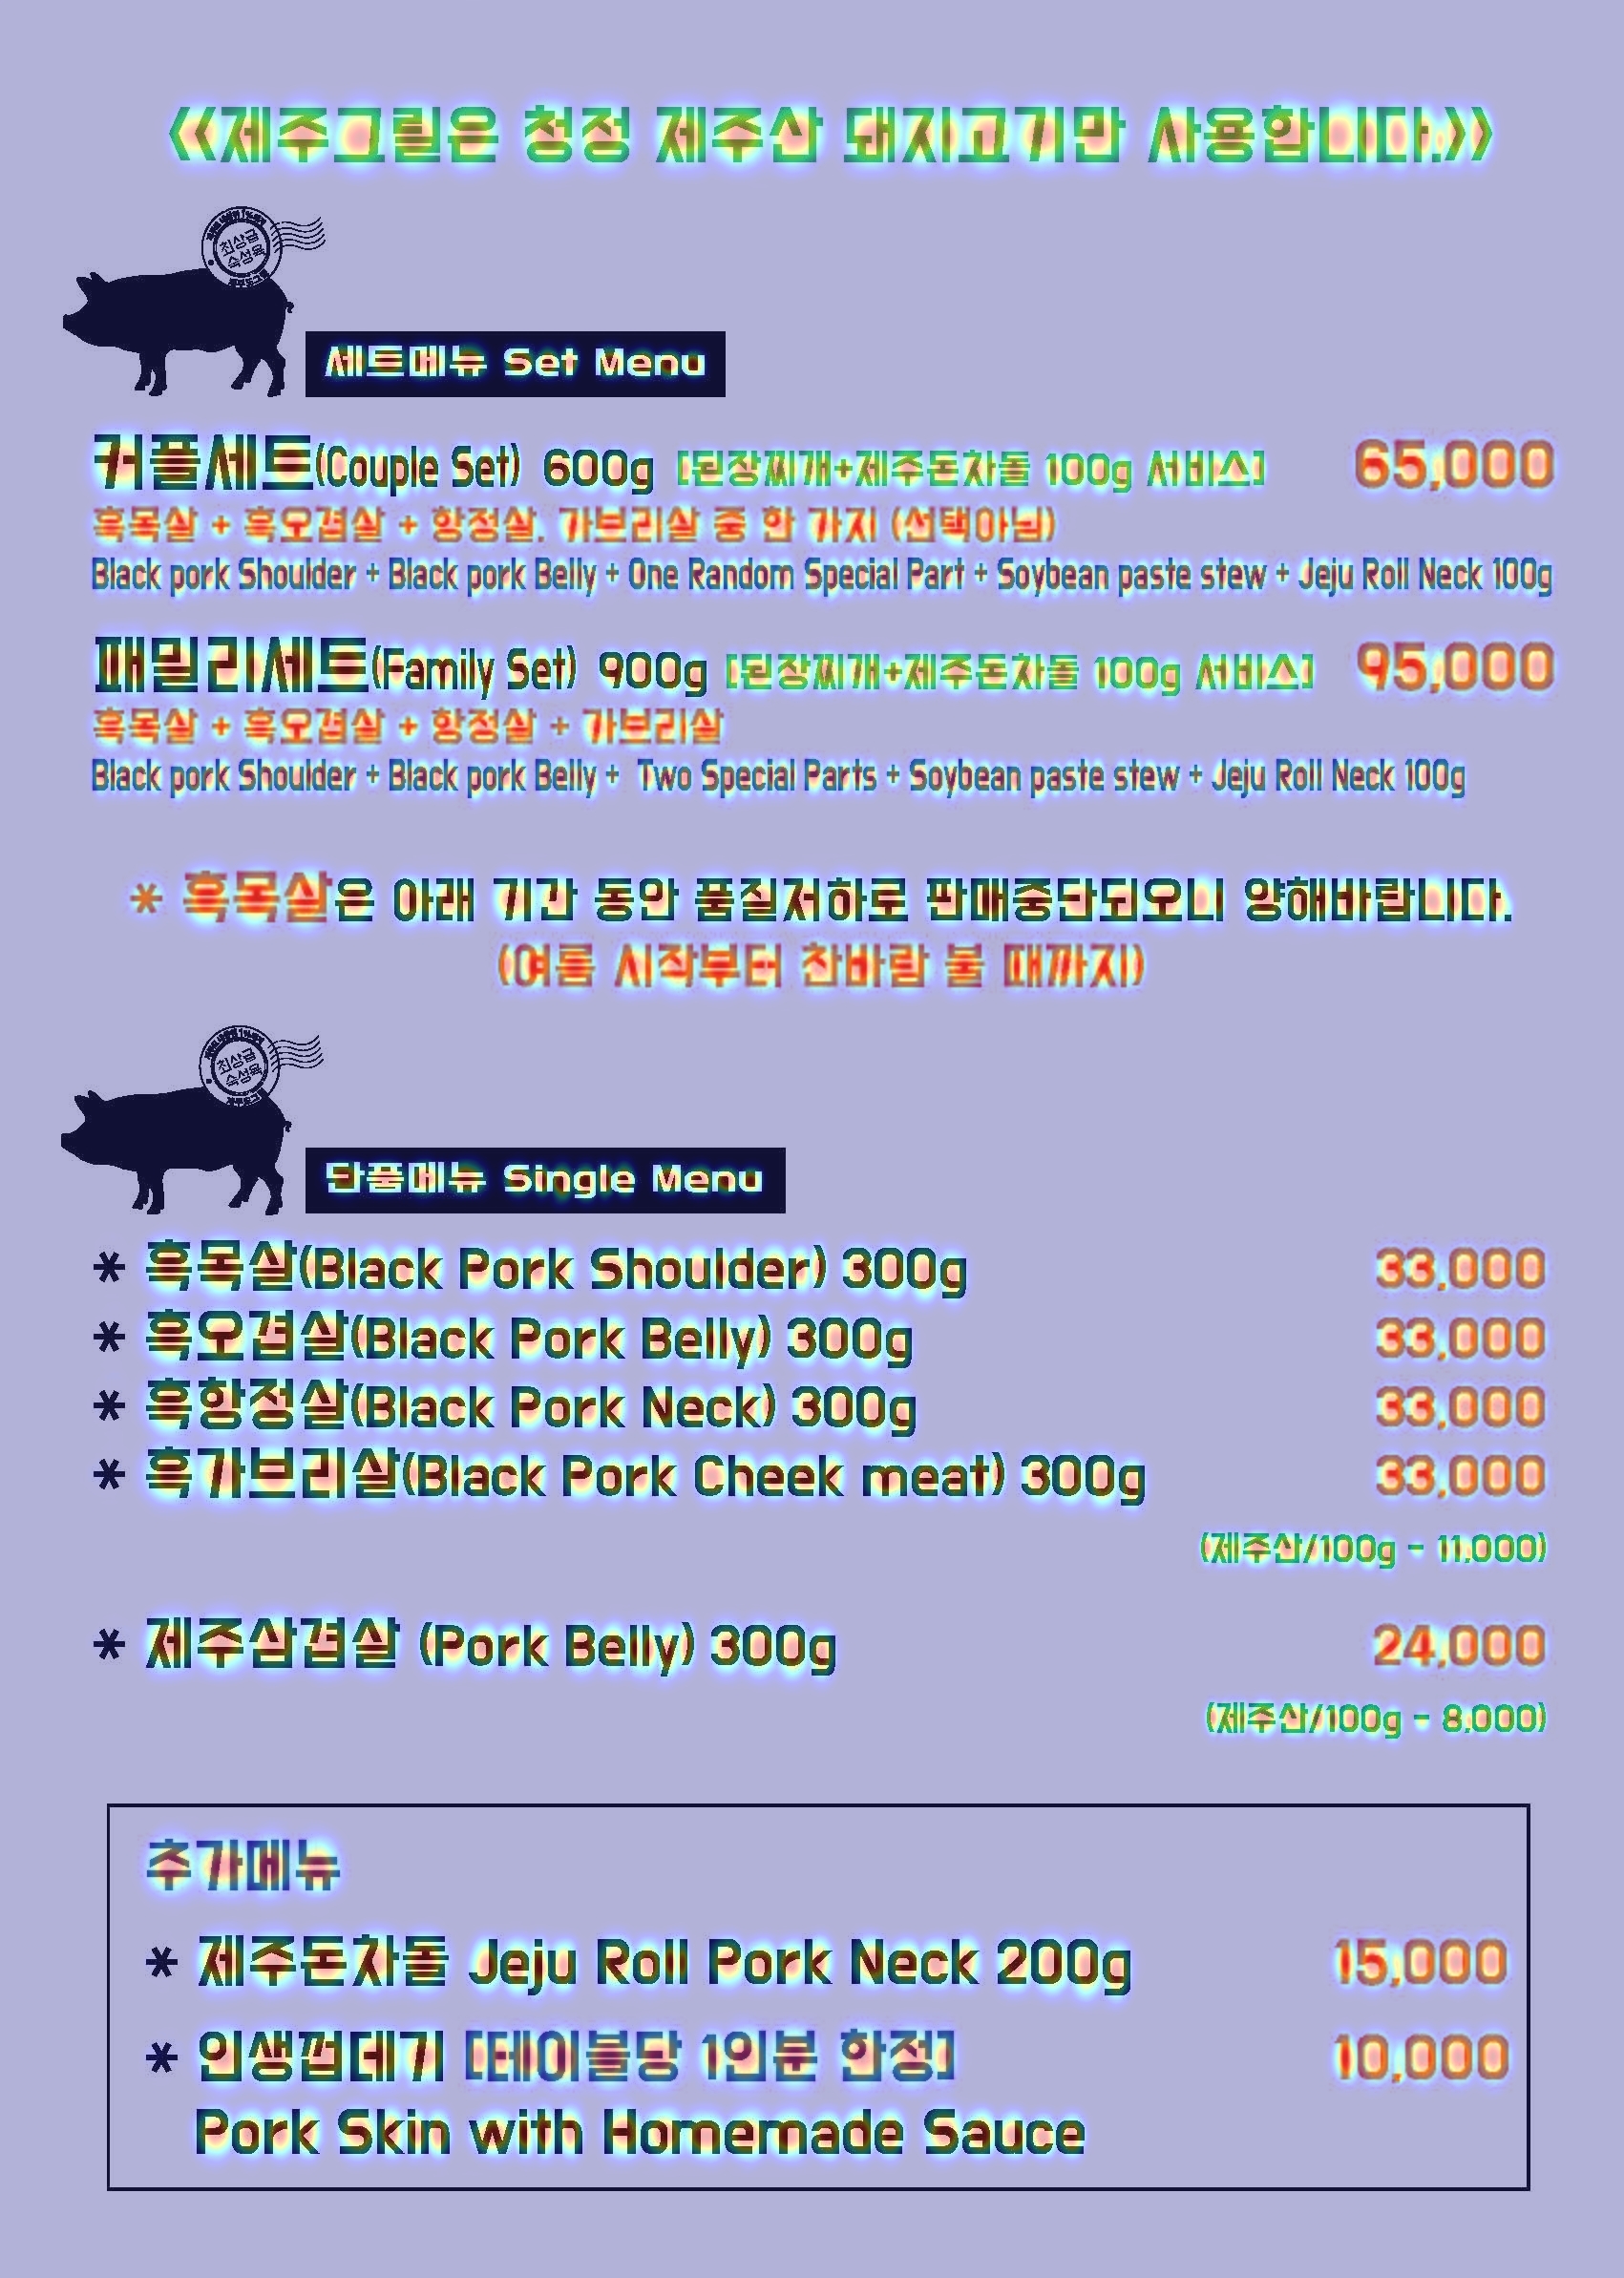 《제주그릴은 청정 제주산 돼지고기만 사용합니다.》
최상급
숙성육
세트메뉴 Set Menu
커플세트(Couple Set) 600g [된장찌개+제주돈차돌 100g 서비스] 65,000
흑목살 + 흑오겹살 + 항정살, 가브리살 중 한 가지 (선택아님)
Black pork Shoulder + Black pork Belly + One Random Special Part + Soybean paste stew + Jeju Roll Neck 100g
패밀리세트(Family Set) 900g [된장찌개+제주돈차돌 100g 서비스] 95,000
흑목살 + 흑오겹살 + 항정살 + 가브리살
Black pork Shoulder + Black pork Belly + Two Special Parts + Soybean paste stew + Jeju Roll Neck 100g
* 흑목살은 아래 기간 동안 품질저하로 판매중단되오니 양해바랍니다.
(여름 시작부터 찬바람 불 때까지)
최상급
숙성육
단품메뉴 Single Menu
* 흑목살(Black Pork Shoulder) 300g 33,000
* 흑오겹살(Black Pork Belly) 300g 33,000
* 흑항정살(Black Pork Neck) 300g 33,000
* 흑가브리살(Black Pork Cheek meat) 300g 33,000
(제주산/100g - 11,000)
* 제주삼겹살 (Pork Belly) 300g 24,000
(제주산/100g - 8,000)
추가메뉴
* 제주돈차돌 Jeju Roll Pork Neck 200g 15,000
* 인생껍데기 [테이블당 1인분 한정] 10,000
Pork Skin with Homemade Sauce